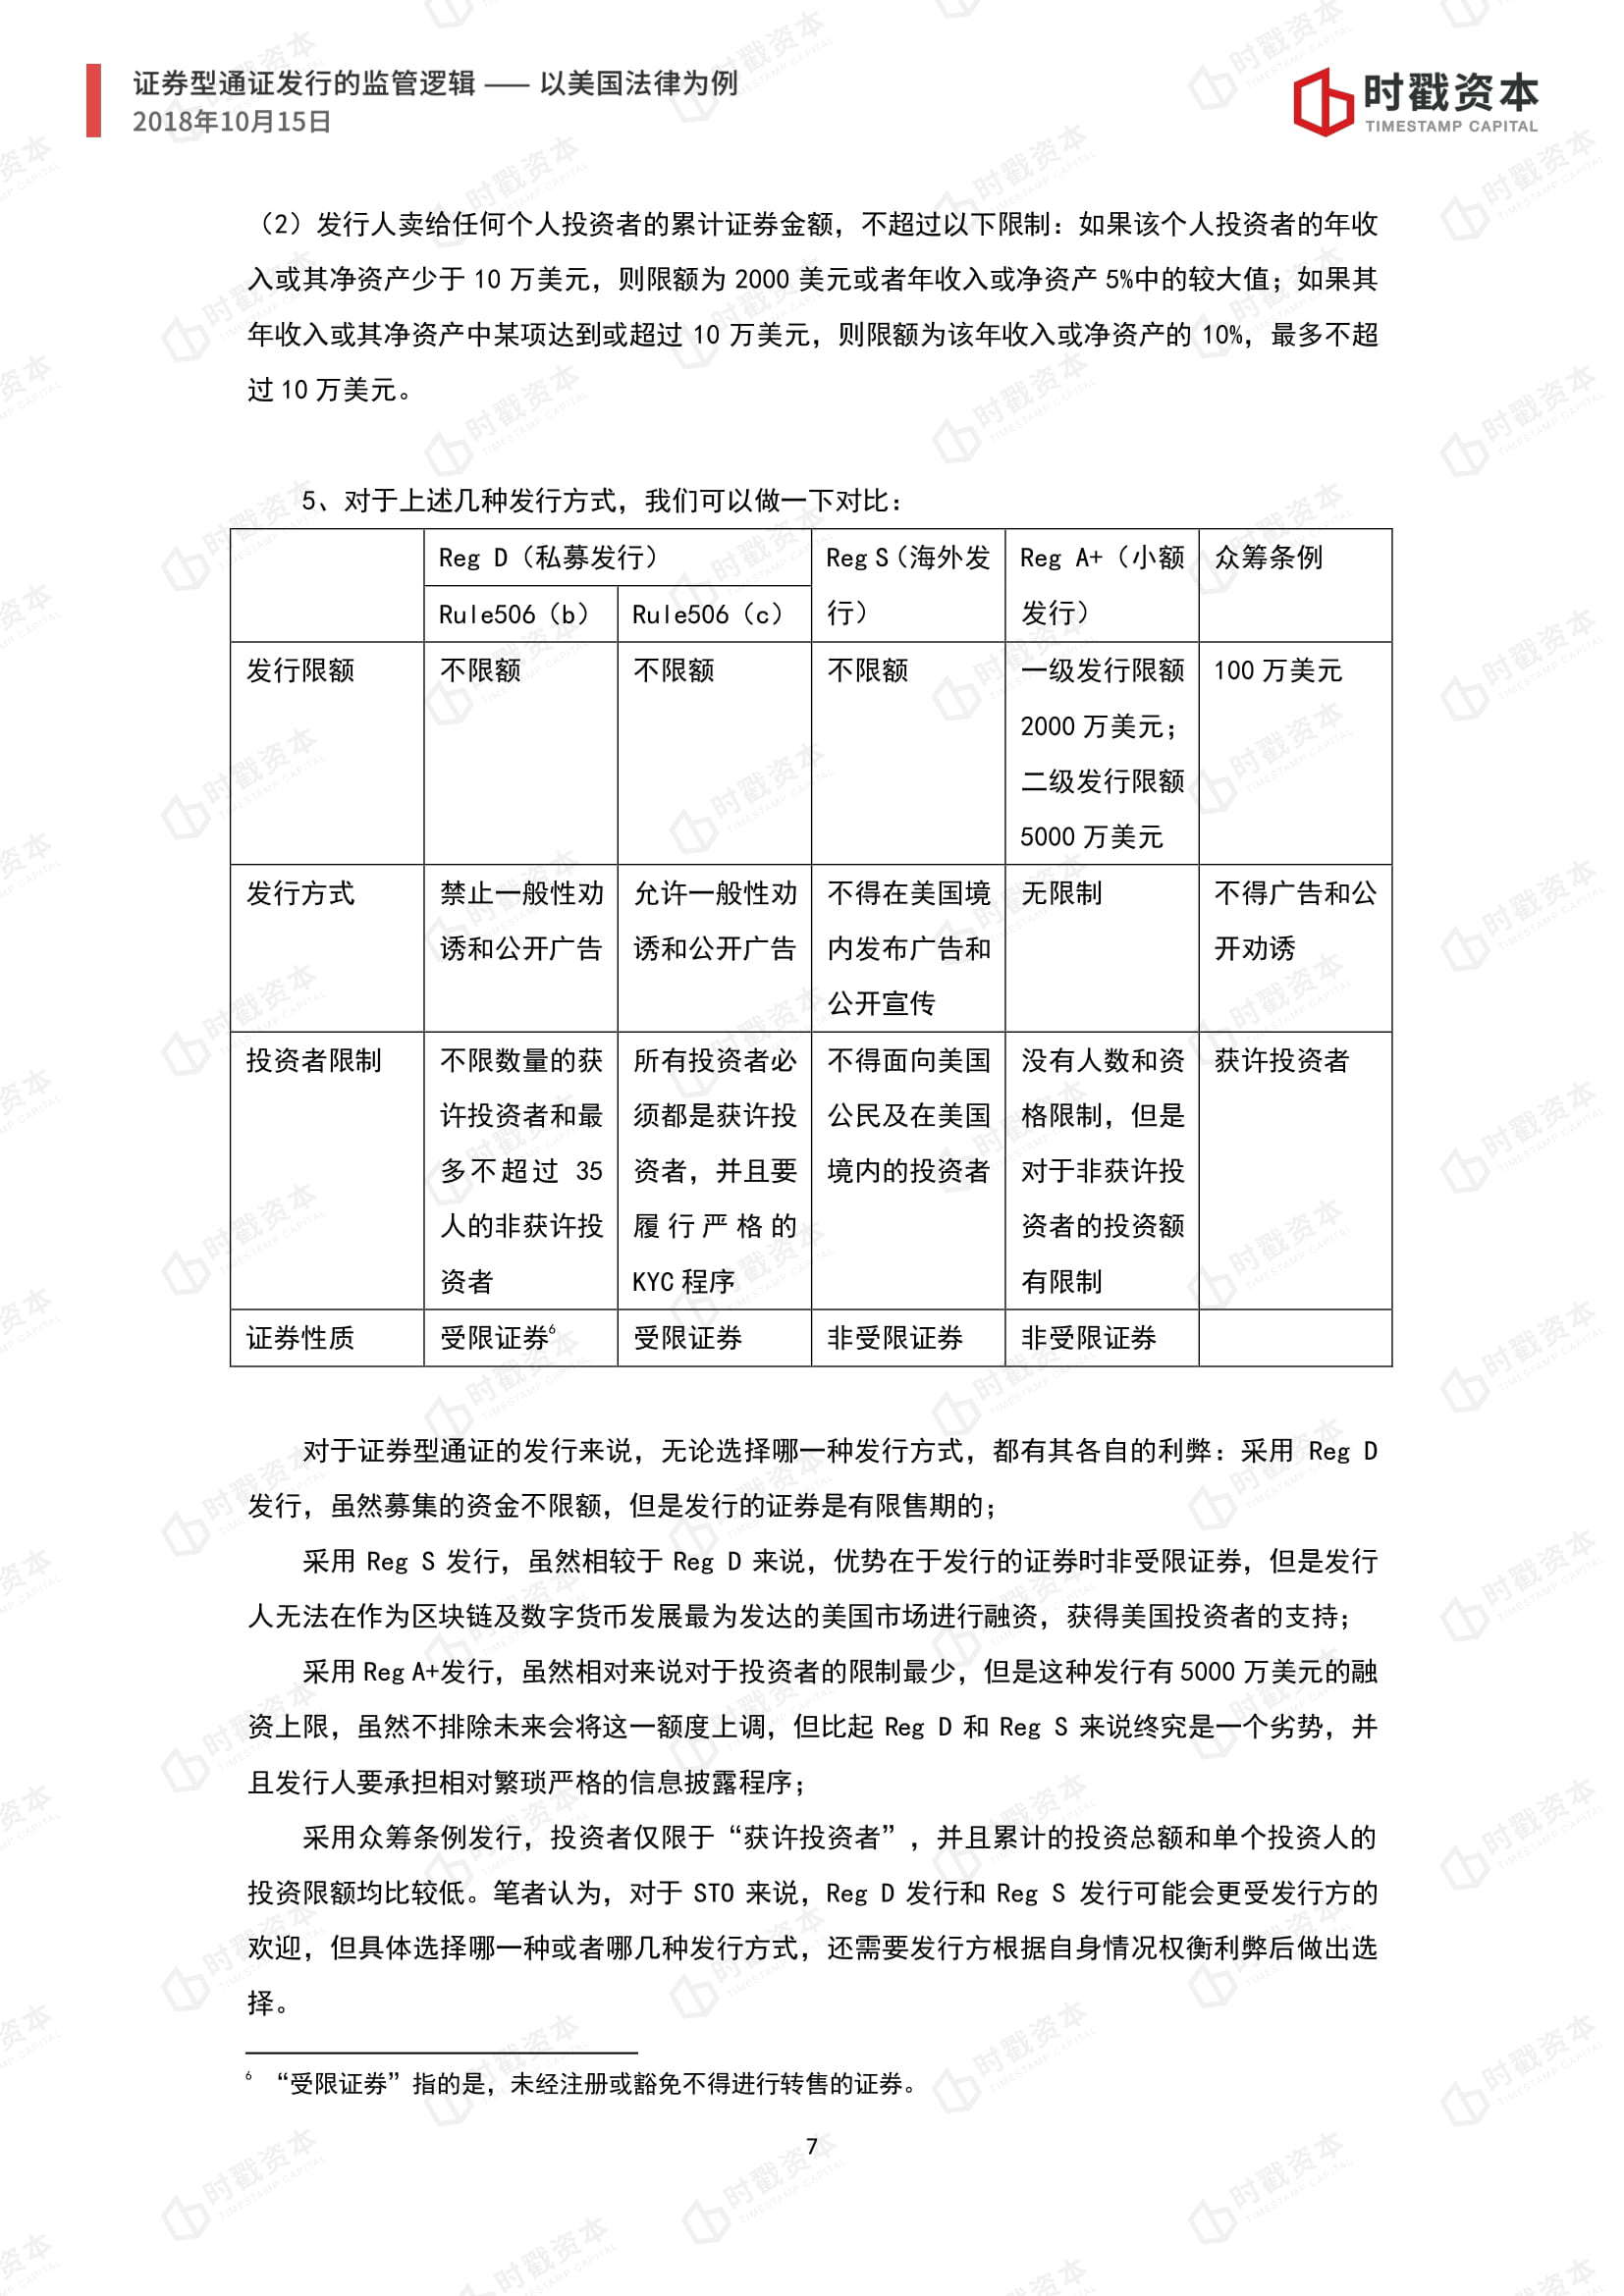 证券型通证发行的监管逻辑 —— 以美国法律为例
2018年10月15日
时戳资本
TIMESTAMP CAPITAL
（2）发行人卖给任何个人投资者的累计证券金额，不超过以下限制：如果该个人投资者的年收
入或其净资产少于 10 万美元，则限额为 2000 美元或者年收入或净资产 5%中的较大值；如果其
年收入或其净资产中某项达到或超过 10 万美元，则限额为该年收入或净资产的 10%，最多不超
过 10 万美元。
5、对于上述几种发行方式，我们可以做一下对比：
Reg D（私募发行）
Reg S（海外发
行）
Reg A+（小额
发行）
众筹条例
Rule506（b）
Rule506（c）
发行限额
不限额
不限额
不限额
一级发行限额
2000 万美元；
二级发行限额
5000 万美元
100 万美元
发行方式
禁止一般性劝
诱和公开广告
允许一般性劝
诱和公开广告
不得在美国境
内发布广告和
公开宣传
无限制
不得广告和公
开劝诱
投资者限制
不限数量的获
许投资者和最
多不超过 35
人的非获许投
资者
所有投资者必
须都是获许投
资者，并且要
履行严格的
KYC 程序
不得面向美国
公民及在美国
境内的投资者
没有人数和资
格限制，但是
对于非获许投
资者的投资额
有限制
获许投资者
证券性质
受限证券6
受限证券
非受限证券
非受限证券
对于证券型通证的发行来说，无论选择哪一种发行方式，都有其各自的利弊：采用 Reg D
发行，虽然募集的资金不限额，但是发行的证券是有限售期的；
采用 Reg S 发行，虽然相较于 Reg D 来说，优势在于发行的证券时非受限证券，但是发行
人无法在作为区块链及数字货币发展最为发达的美国市场进行融资，获得美国投资者的支持；
采用 Reg A+发行，虽然相对来说对于投资者的限制最少，但是这种发行有 5000 万美元的融
资上限，虽然不排除未来会将这一额度上调，但比起 Reg D 和 Reg S 来说终究是一个劣势，并
且发行人要承担相对繁琐严格的信息披露程序；
采用众筹条例发行，投资者仅限于“获许投资者”，并且累计的投资总额和单个投资人的
投资限额均比较低。笔者认为，对于 STO 来说，Reg D 发行和 Reg S 发行可能会更受发行方的
欢迎，但具体选择哪一种或者哪几种发行方式，还需要发行方根据自身情况权衡利弊后做出选
择。
6 “受限证券”指的是，未经注册或豁免不得进行转售的证券。
7